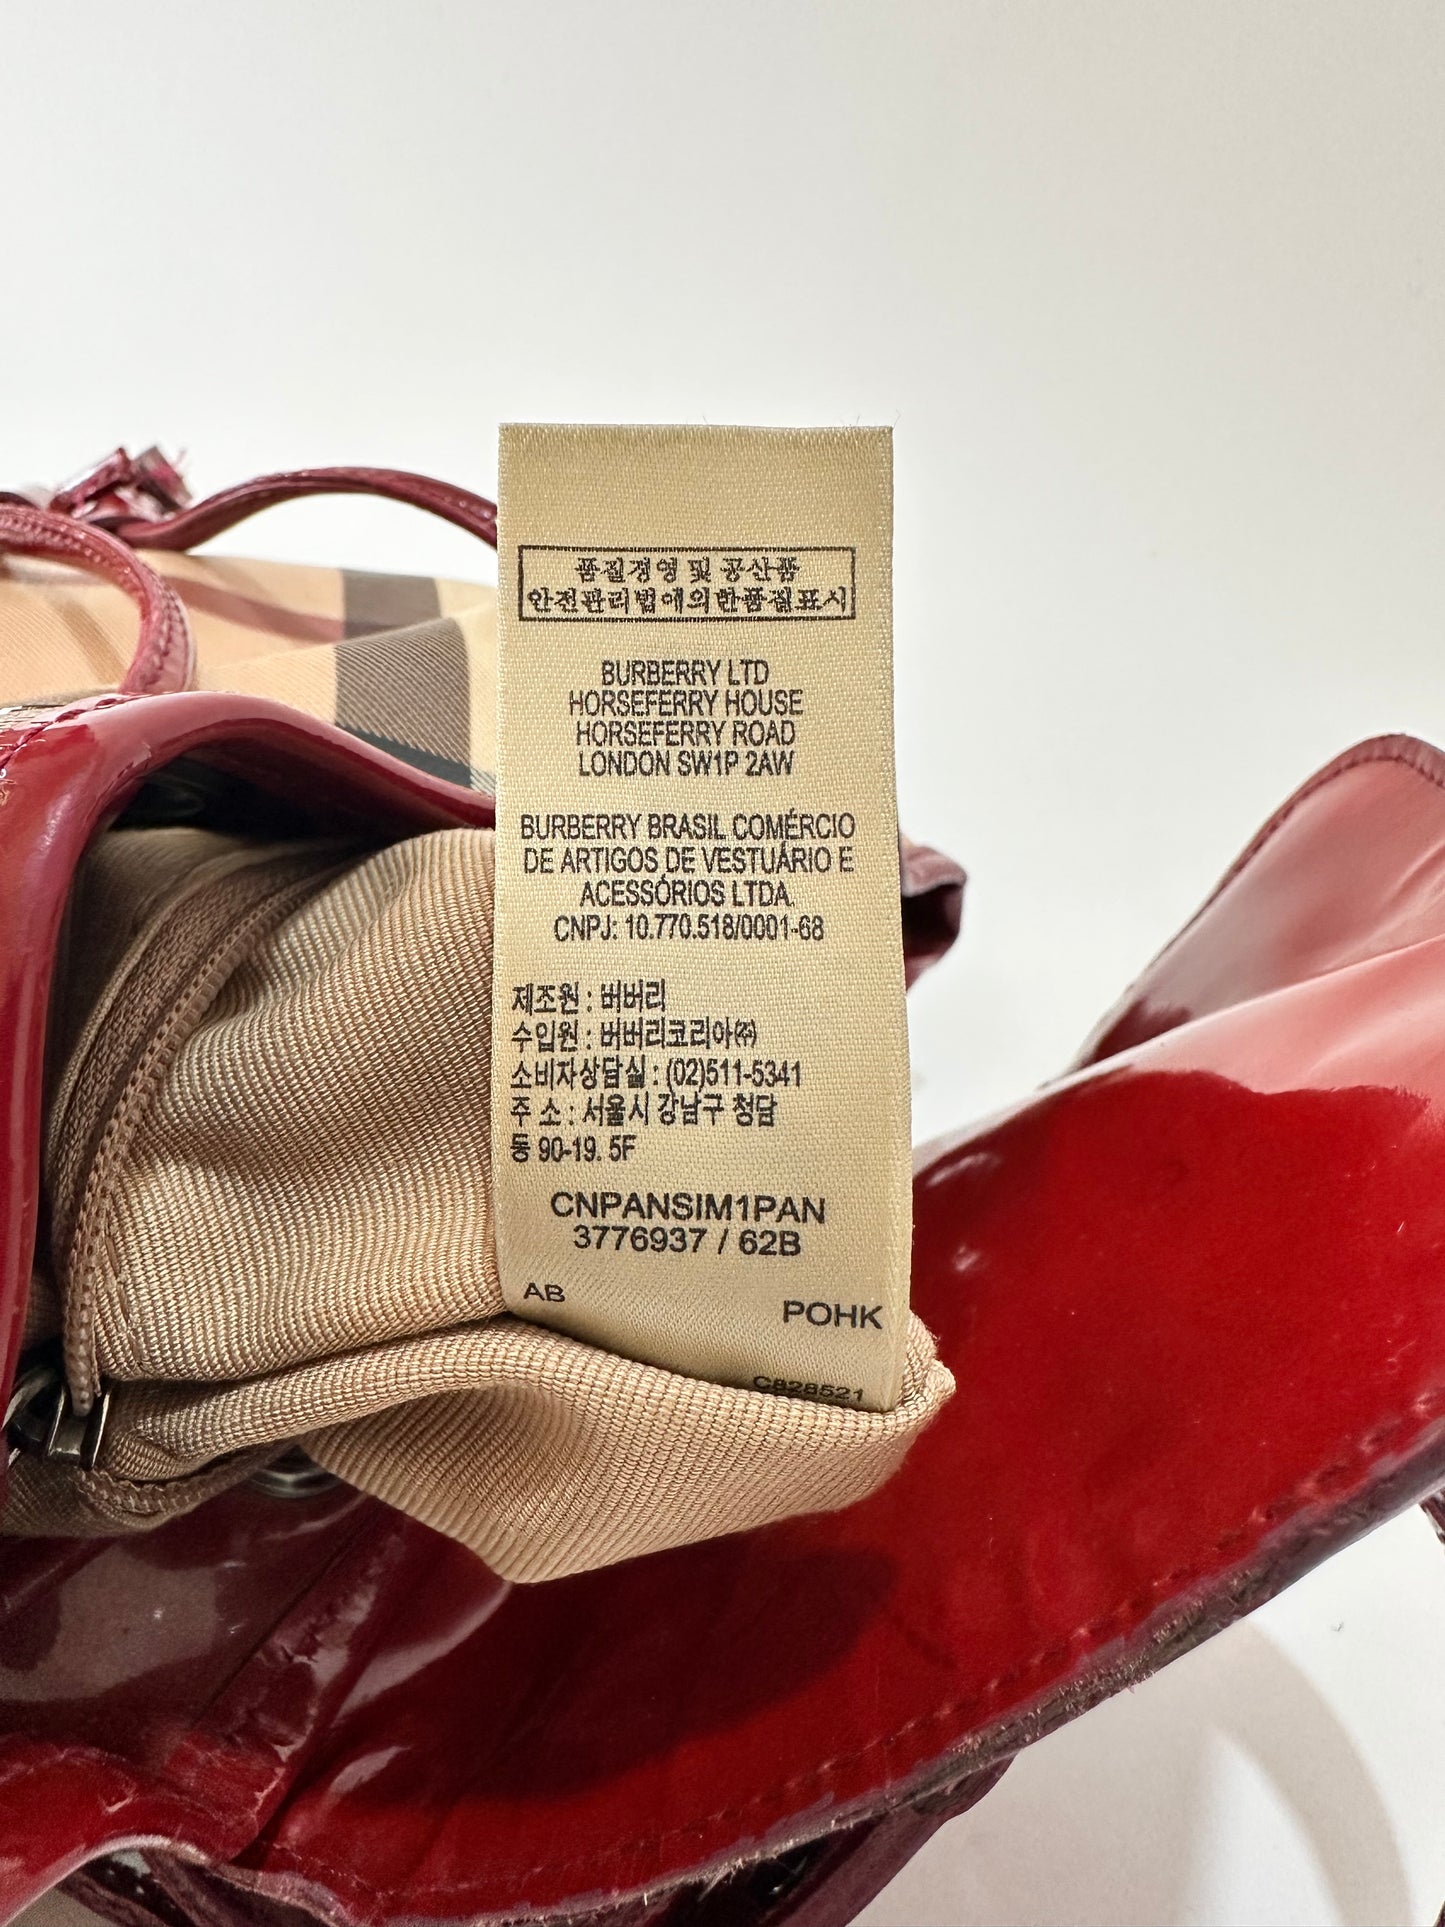 품질경영 및 공산품
안전관리법에의한품질표시
BURBERRY LTD
HORSEFERRY HOUSE
HORSEFERRY ROAD
LONDON SW1P 2AW
BURBERRY BRASIL COMÉRCIO
DE ARTIGOS DE VESTUÁRIO E
ACESSÓRIOS LTDA.
CNPJ: 10.770.518/0001-68
제조원 : 버버리
수입원 : 버버리코리아㈜
소비자상담실 : (02)511-5341
주 소 : 서울시 강남구 청담
동 90-19. 5F
CNPANSIM1PAN
3776937 / 62B
AB
POHK
C828521